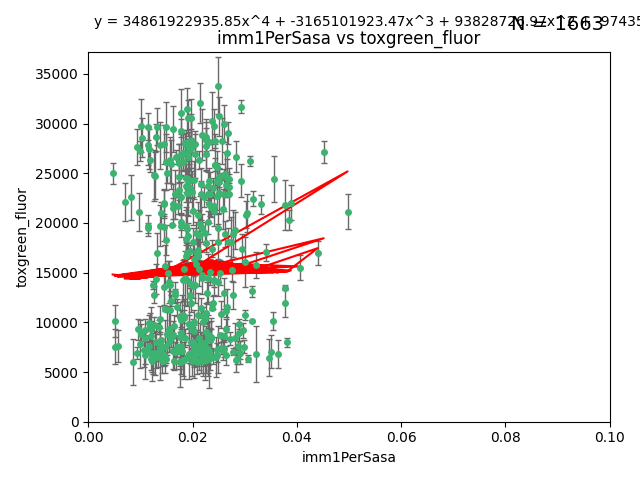 y = 34861922935.85x^4 + -3165101923.47x^3 +
N = 1663
imm1PerSasa vs toxgreen_fluor
toxgreen_fluor
35000
30000
25000
20000
15000
10000
5000
0
0.00 0.02 0.04 0.06 0.08 0.10
imm1PerSasa